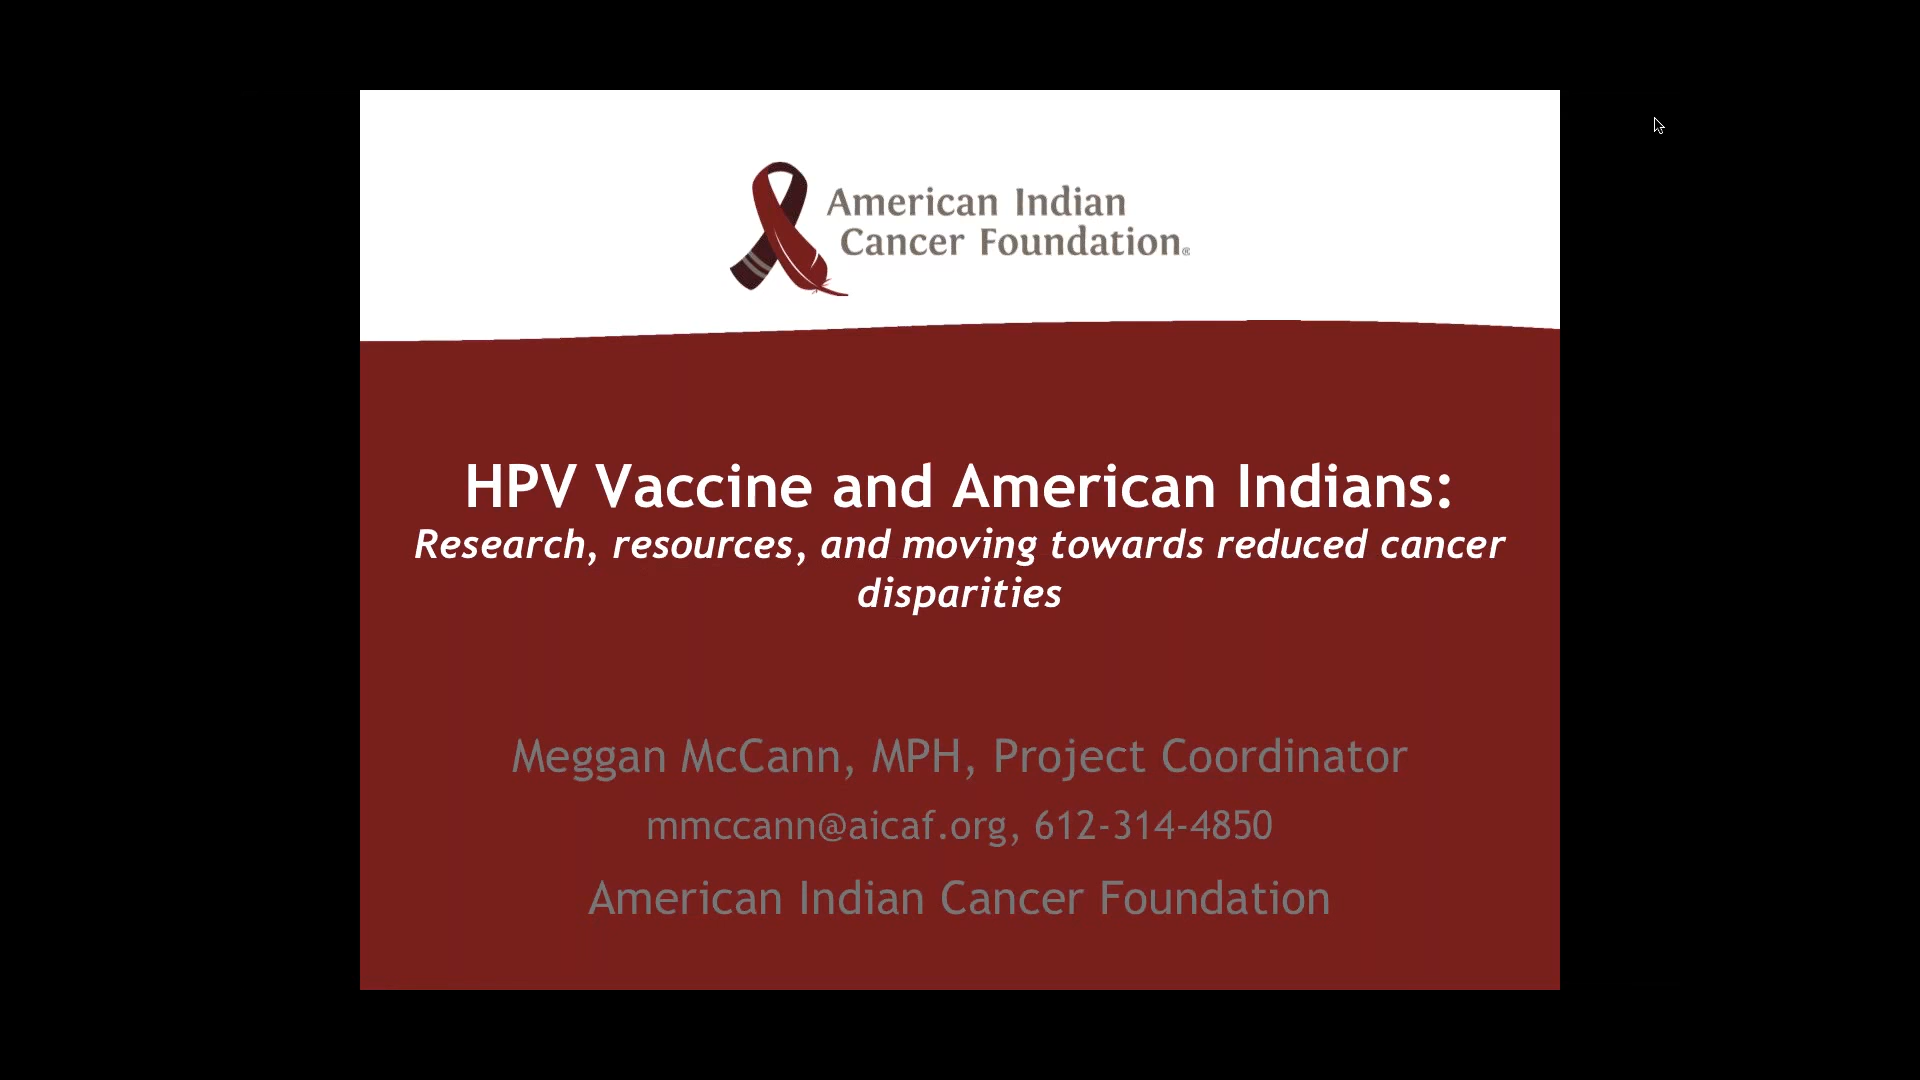 American Indian
Cancer Foundation®
HPV Vaccine and American Indians:
Research, resources, and moving towards reduced cancer
disparities
Meggan McCann, MPH, Project Coordinator
mmccann@aicaf.org, 612-314-4850
American Indian Cancer Foundation